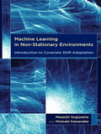 Machine Learning
in Non-Stationary Environments
Introduction to Covariate Shift Adaptation
Masashi Sugiyama
and Motoaki Kawanabe